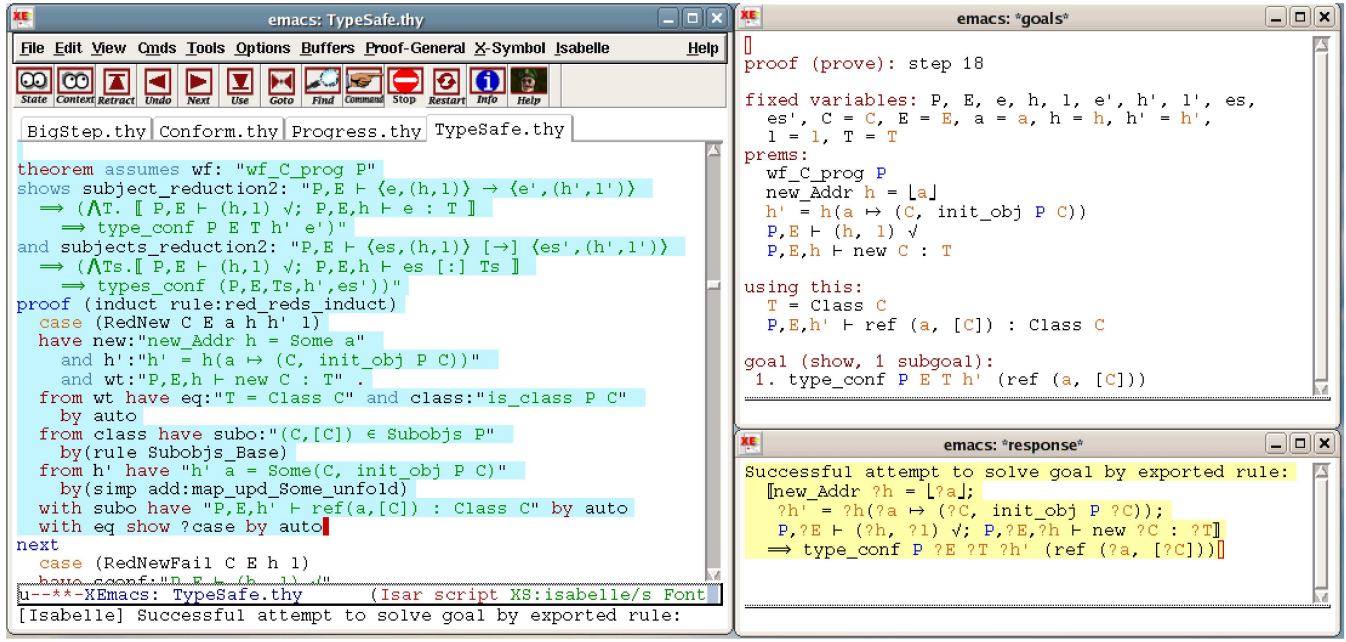 emacs: TypeSafe.thy
File Edit View Cmds Tools Options Buffers Proof-General X-Symbol Isabelle Help
State Context Retract Undo Next Use Goto Find Command Stop Restart Info Help
BigStep.thy Conform.thy Progress.thy TypeSafe.thy
theorem assumes wf: "wf_C_prog P"
shows subject_reduction2: "P,E ⊢ ⟨e,(h,l)⟩ → ⟨e',(h',l')⟩
⟹ (⋀T. ⟦ P,E ⊢ (h,l) √; P,E,h ⊢ e : T ⟧
⟹ type_conf P E T h' e')"
and subjects_reduction2: "P,E ⊢ ⟨es,(h,l)⟩ [→] ⟨es',(h',l')⟩
⟹ (⋀Ts.⟦ P,E ⊢ (h,l) √; P,E,h ⊢ es [:] Ts ⟧
⟹ types_conf (P,E,Ts,h',es'))"
proof (induct rule:red_reds_induct)
case (RedNew C E a h h' l)
have new:"new_Addr h = Some a"
and h':"h' = h(a ↦ (C, init_obj P C))"
and wt:"P,E,h ⊢ new C : T" .
from wt have eq:"T = Class C" and class:"is_class P C"
by auto
from class have subo:"(C,[C]) ∈ Subobjs P"
by(rule Subobjs_Base)
from h' have "h' a = Some(C, init_obj P C)"
by(simp add:map_upd_Some_unfold)
with subo have "P,E,h' ⊢ ref(a,[C]) : Class C" by auto
with eq show ?case by auto
next
case (RedNewFail C E h l)
have sconf:"P,E ⊢ (h, l) √"
u--**-XEmacs: TypeSafe.thy (Isar script XS:isabelle/s Font
[Isabelle] Successful attempt to solve goal by exported rule:
emacs: *goals*
proof (prove): step 18
fixed variables: P, E, e, h, l, e', h', l', es,
es', C = C, E = E, a = a, h = h, h' = h',
l = l, T = T
prems:
wf_C_prog P
new_Addr h = ⌊a⌋
h' = h(a ↦ (C, init_obj P C))
P,E ⊢ (h, l) √
P,E,h ⊢ new C : T
using this:
T = Class C
P,E,h' ⊢ ref (a, [C]) : Class C
goal (show, 1 subgoal):
1. type_conf P E T h' (ref (a, [C]))
emacs: *response*
Successful attempt to solve goal by exported rule:
⟦new_Addr ?h = ⌊?a⌋;
?h' = ?h(?a ↦ (?C, init_obj P ?C));
P,?E ⊢ (?h, ?l) √; P,?E,?h ⊢ new ?C : ?T⟧
⟹ type_conf P ?E ?T ?h' (ref (?a, [?C]))